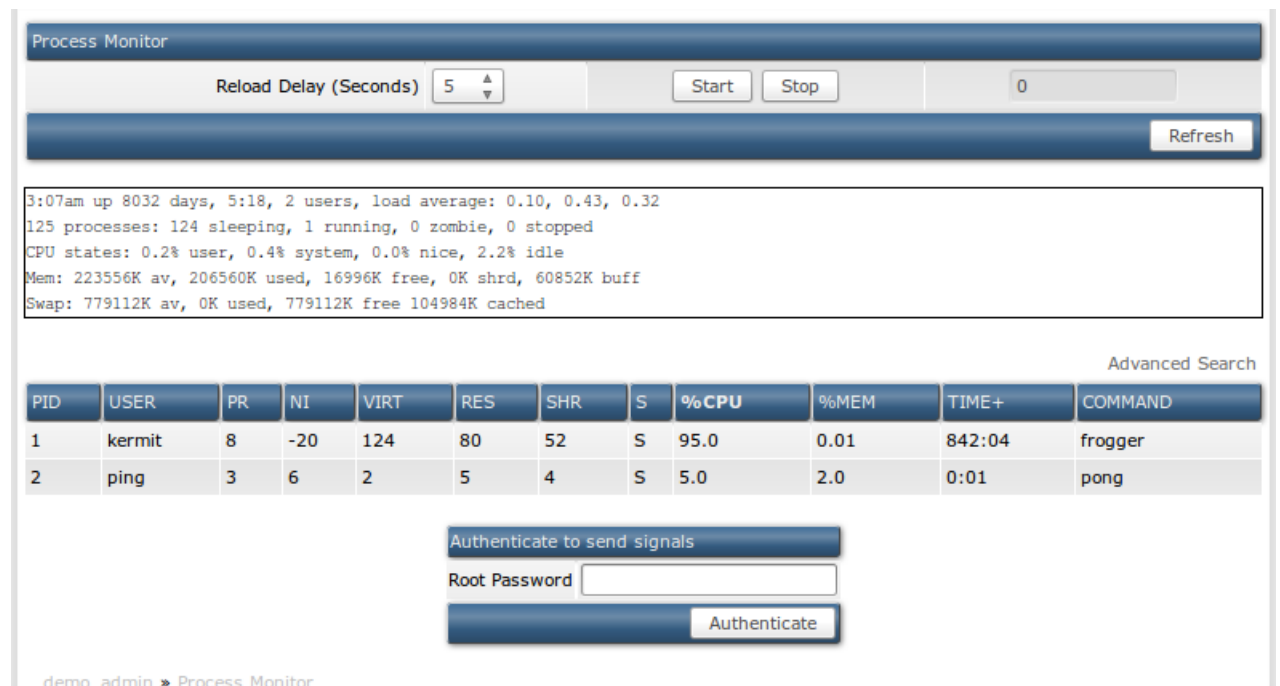 Process Monitor
Reload Delay (Seconds) 5 Start Stop 0
Refresh
3:07am up 8032 days, 5:18, 2 users, load average: 0.10, 0.43, 0.32
125 processes: 124 sleeping, 1 running, 0 zombie, 0 stopped
CPU states: 0.2% user, 0.4% system, 0.0% nice, 2.2% idle
Mem: 223556K av, 206560K used, 16996K free, 0K shrd, 60852K buff
Swap: 779112K av, 0K used, 779112K free 104984K cached
Advanced Search
PID USER PR NI VIRT RES SHR S %CPU %MEM TIME+ COMMAND
1 kermit 8 -20 124 80 52 S 95.0 0.01 842:04 frogger
2 ping 3 6 2 5 4 S 5.0 2.0 0:01 pong
Authenticate to send signals
Root Password
Authenticate
demo_admin » Process Monitor